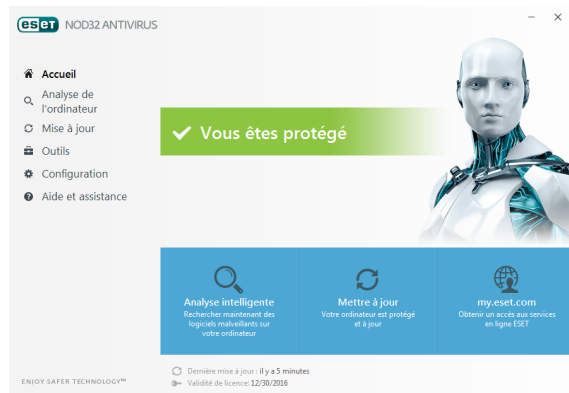 eset NOD32 ANTIVIRUS
Accueil
Analyse de
l'ordinateur
Mise à jour
Outils
Configuration
Aide et assistance
Vous êtes protégé
Analyse intelligente
Rechercher maintenant des
logiciels malveillants sur
votre ordinateur
Mettre à jour
Votre ordinateur est protégé
et à jour
my.eset.com
Obtenir un accès aux services
en ligne ESET
Dernière mise à jour : il y a 5 minutes
Validité de licence: 12/30/2016
ENJOY SAFER TECHNOLOGY™